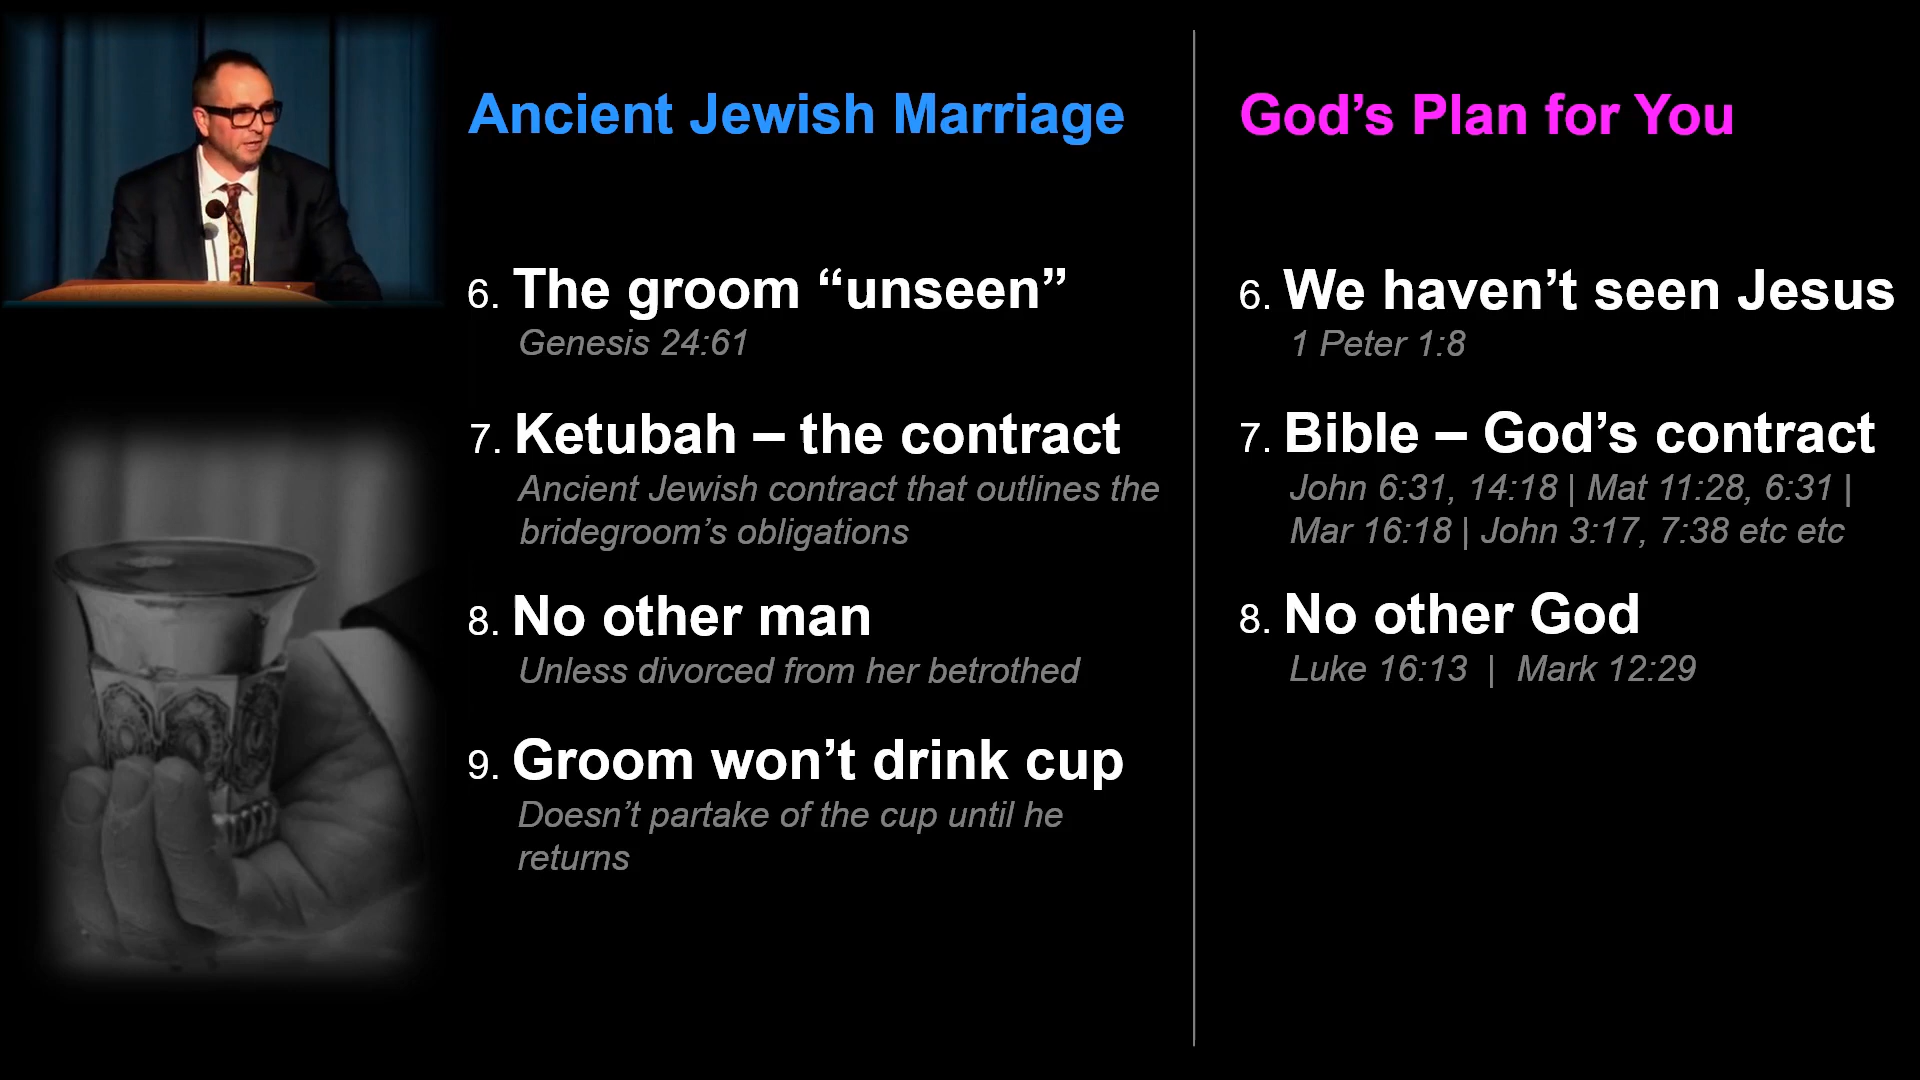 Ancient Jewish Marriage
6. The groom “unseen”
Genesis 24:61
7. Ketubah – the contract
Ancient Jewish contract that outlines the
bridegroom’s obligations
8. No other man
Unless divorced from her betrothed
9. Groom won’t drink cup
Doesn’t partake of the cup until he
returns
God’s Plan for You
6. We haven’t seen Jesus
1 Peter 1:8
7. Bible – God’s contract
John 6:31, 14:18 | Mat 11:28, 6:31 |
Mar 16:18 | John 3:17, 7:38 etc etc
8. No other God
Luke 16:13 | Mark 12:29